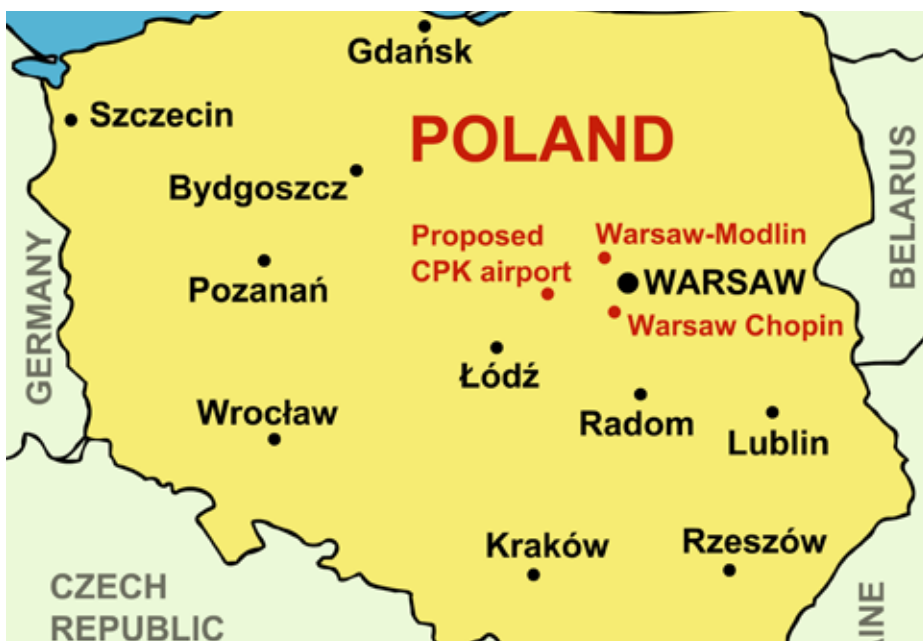 Gdańsk
Szczecin
POLAND
Bydgoszcz
BELARUS
GERMANY
Proposed
CPK airport
Warsaw-Modlin
Pozanań
WARSAW
Warsaw Chopin
Łódź
Wrocław
Radom
Lublin
Kraków
Rzeszów
CZECH
REPUBLIC
AINE